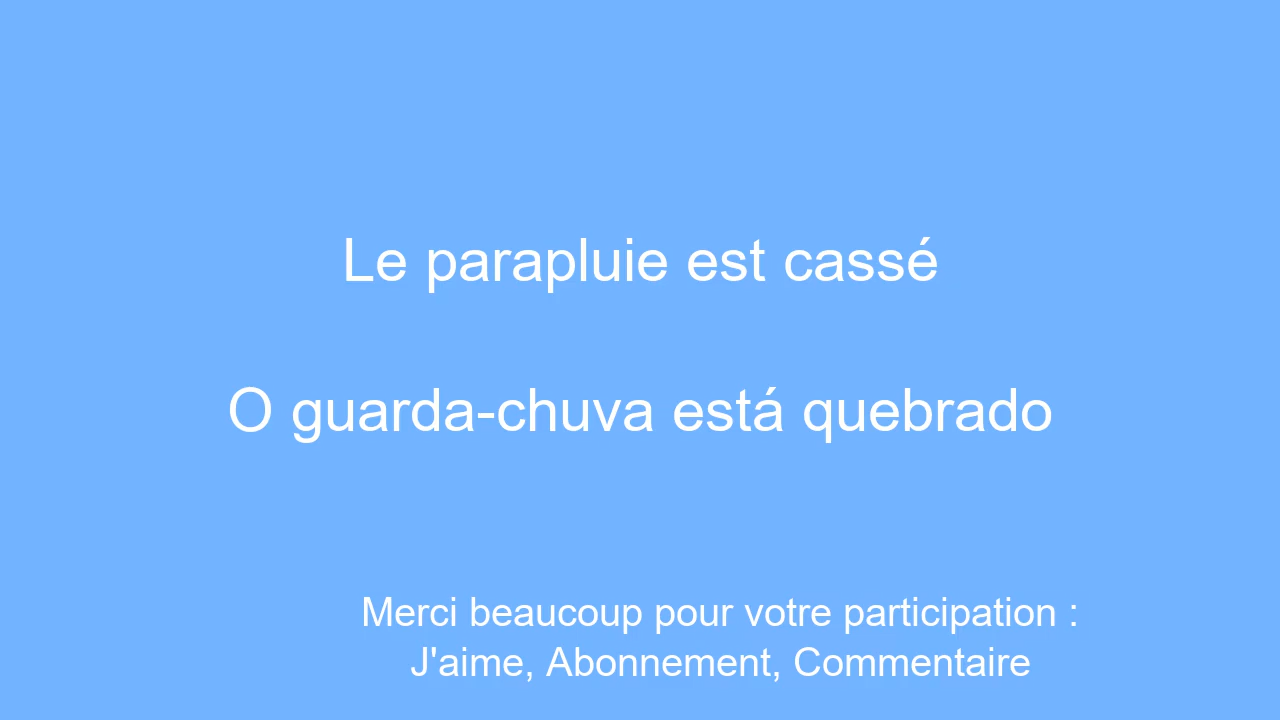 Le parapluie est cassé
O guarda-chuva está quebrado
Merci beaucoup pour votre participation :
J'aime, Abonnement, Commentaire